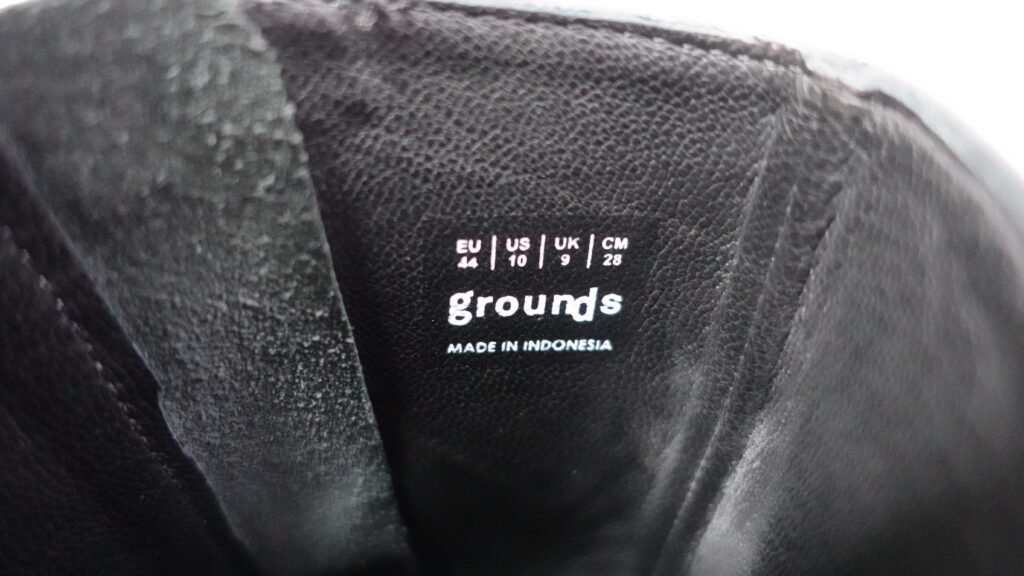 EU | US | UK | CM
44 | 10 | 9 | 28
grounds
MADE IN INDONESIA